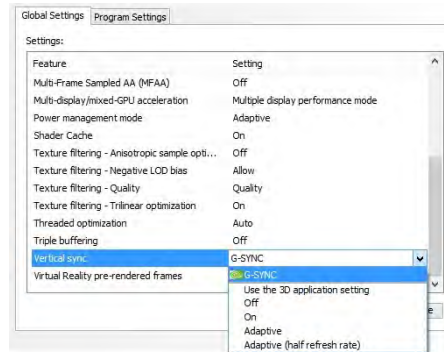 Global Settings Program Settings
Settings:
Feature Setting
Multi-Frame Sampled AA (MFAA) Off
Multi-display/mixed-GPU acceleration Multiple display performance mode
Power management mode Adaptive
Shader Cache On
Texture filtering - Anisotropic sample opti... Off
Texture filtering - Negative LOD bias Allow
Texture filtering - Quality Quality
Texture filtering - Trilinear optimization On
Threaded optimization Auto
Triple buffering Off
Vertical sync G-SYNC
Virtual Reality pre-rendered frames G-SYNC
Use the 3D application setting
Off
On
Adaptive
Adaptive (half refresh rate)